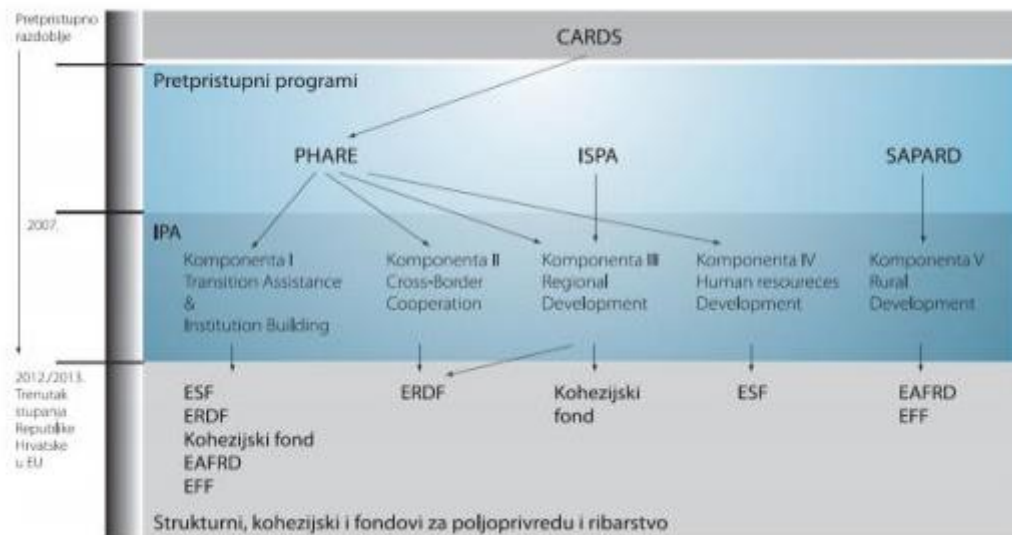 Pretpristupno
razdoblje
CARDS
Pretpristupni programi
PHARE
ISPA
SAPARD
2007.
IPA
Komponenta I
Transition Assistance
&
Institution Building
Komponenta II
Cross-Border
Cooperation
Komponenta III
Regional
Development
Komponenta IV
Human resoureces
Development
Komponenta V
Rural
Development
2012./2013.
Trenutak
stupanja
Republike
Hrvatske
u EU
ESF
ERDF
Kohezijski fond
EAFRD
EFF
ERDF
Kohezijski
fond
ESF
EAFRD
EFF
Strukturni, kohezijski i fondovi za poljoprivredu i ribarstvo